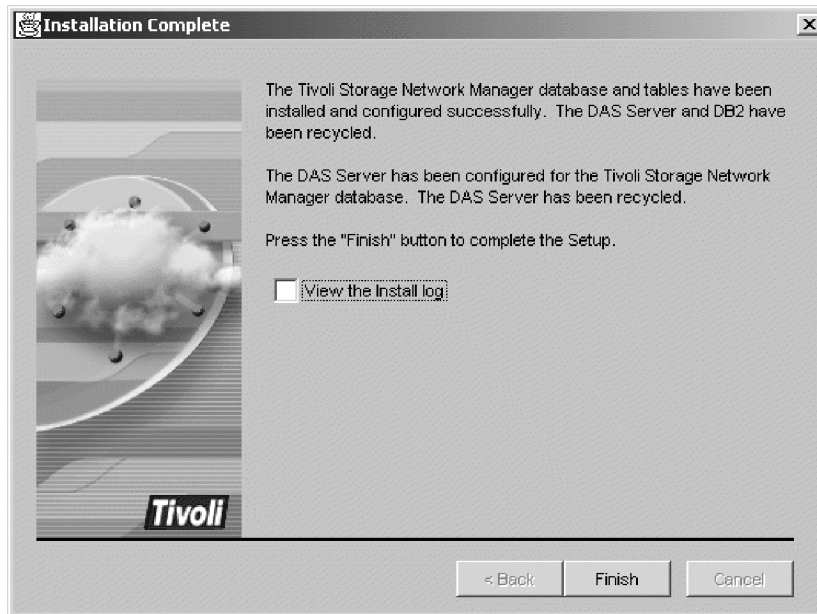 Installation Complete
The Tivoli Storage Network Manager database and tables have been
installed and configured successfully. The DAS Server and DB2 have
been recycled.
The DAS Server has been configured for the Tivoli Storage Network
Manager database. The DAS Server has been recycled.
Press the "Finish" button to complete the Setup.
View the Install log
Tivoli
< Back
Finish
Cancel